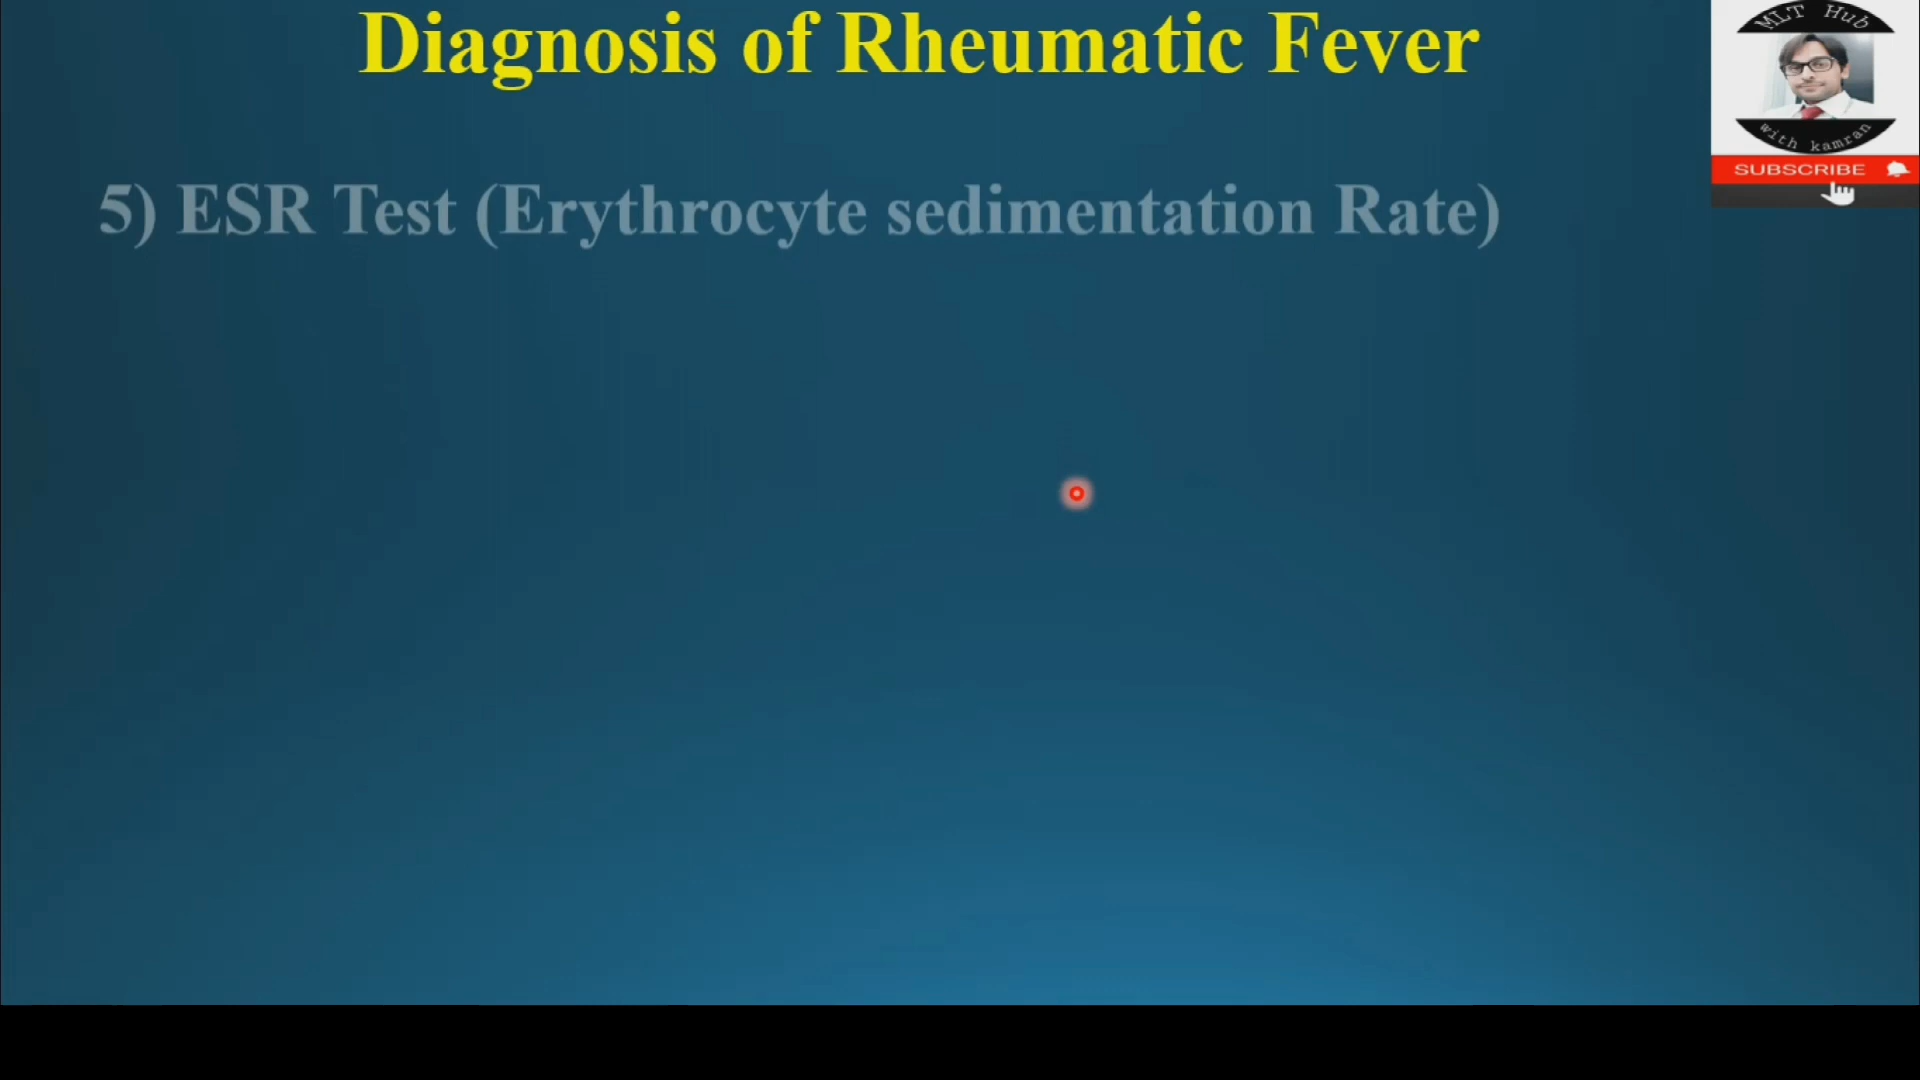 Diagnosis of Rheumatic Fever
MLT Hub
with kamran
SUBSCRIBE
5) ESR Test (Erythrocyte sedimentation Rate)